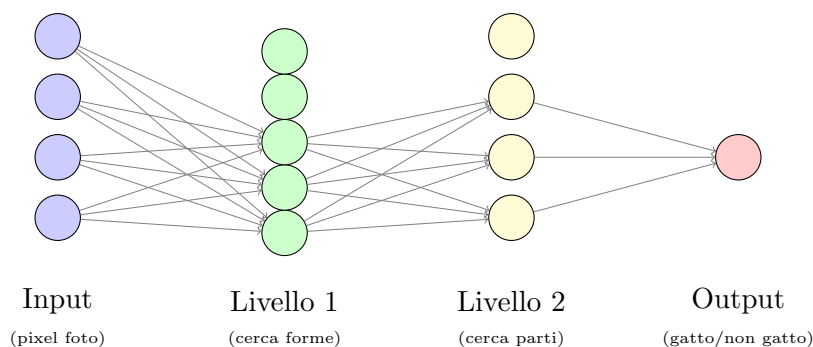 Input Livello 1 Livello 2 Output
(pixel foto) (cerca forme) (cerca parti) (gatto/non gatto)